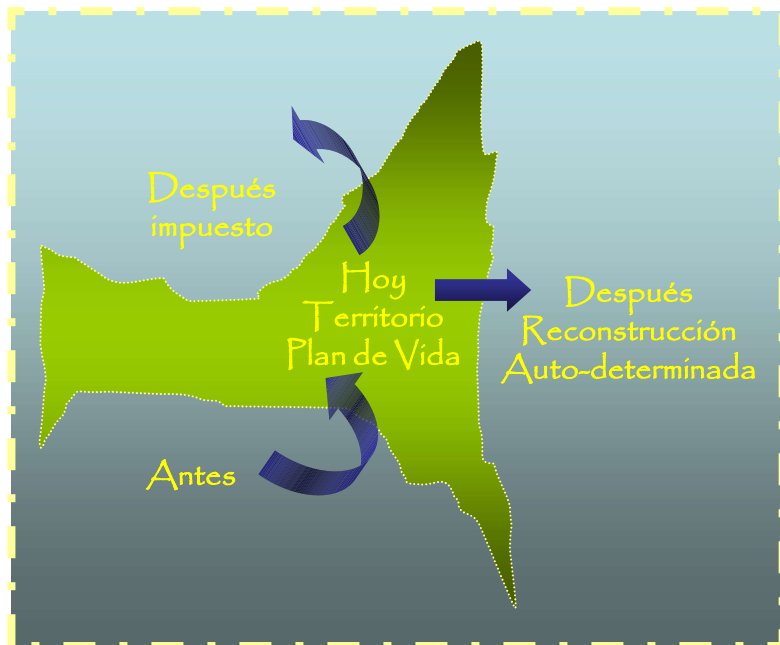 Después
impuesto
Hoy
Territorio
Plan de Vida
Después
Reconstrucción
Auto-determinada
Antes